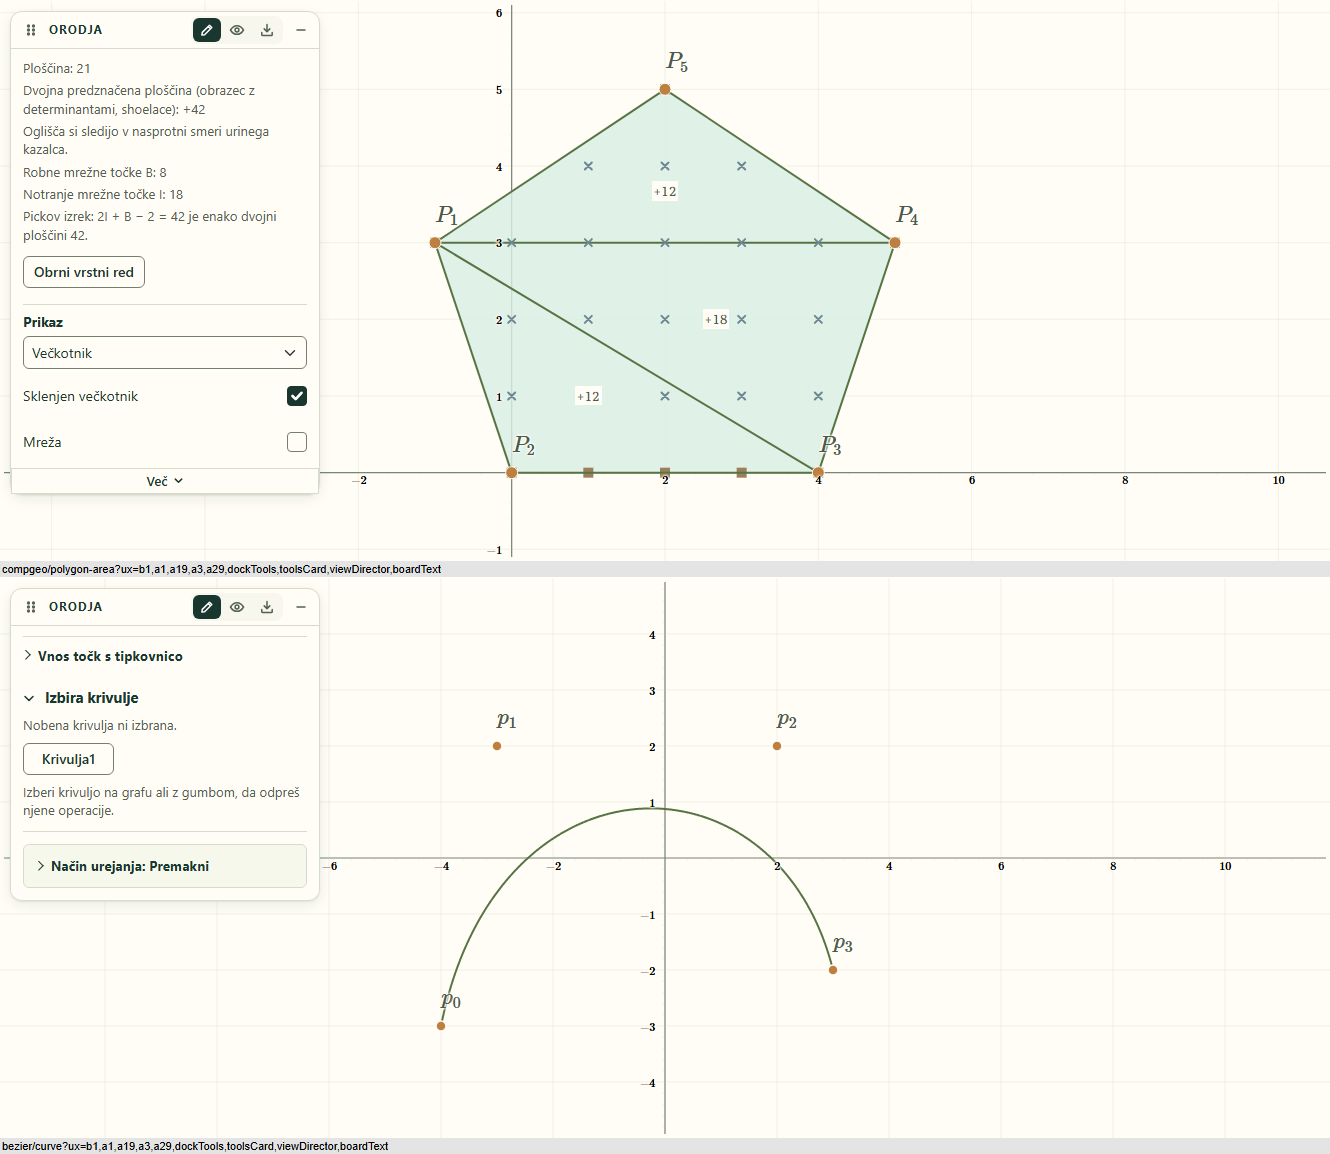 ORODJA
Ploščina: 21
Dvojna predznačena ploščina (obrazec z
determinantami, shoelace): +42
Oglišča si sledijo v nasprotni smeri urinega
kazalca.
Robne mrežne točke B: 8
Notranje mrežne točke I: 18
Pickov izrek: 2I + B − 2 = 42 je enako dvojni
ploščini 42.
Obrni vrstni red
Prikaz
Večkotnik
Sklenjen večkotnik
Mreža
Več
6
P5
5
4
+12
P1
P4
3
2
+18
1
+12
P2
P3
−2
2
4
6
8
10
−1
compgeo/polygon-area?ux=b1,a1,a19,a3,a29,dockTools,toolsCard,viewDirector,boardText
ORODJA
Vnos točk s tipkovnico
Izbira krivulje
Nobena krivulja ni izbrana.
Krivulja1
Izberi krivuljo na grafu ali z gumbom, da odpreš
njene operacije.
Način urejanja: Premakni
4
3
p1
p2
2
1
−6
−4
−2
2
4
6
8
10
−1
p3
−2
p0
−3
−4
bezier/curve?ux=b1,a1,a19,a3,a29,dockTools,toolsCard,viewDirector,boardText